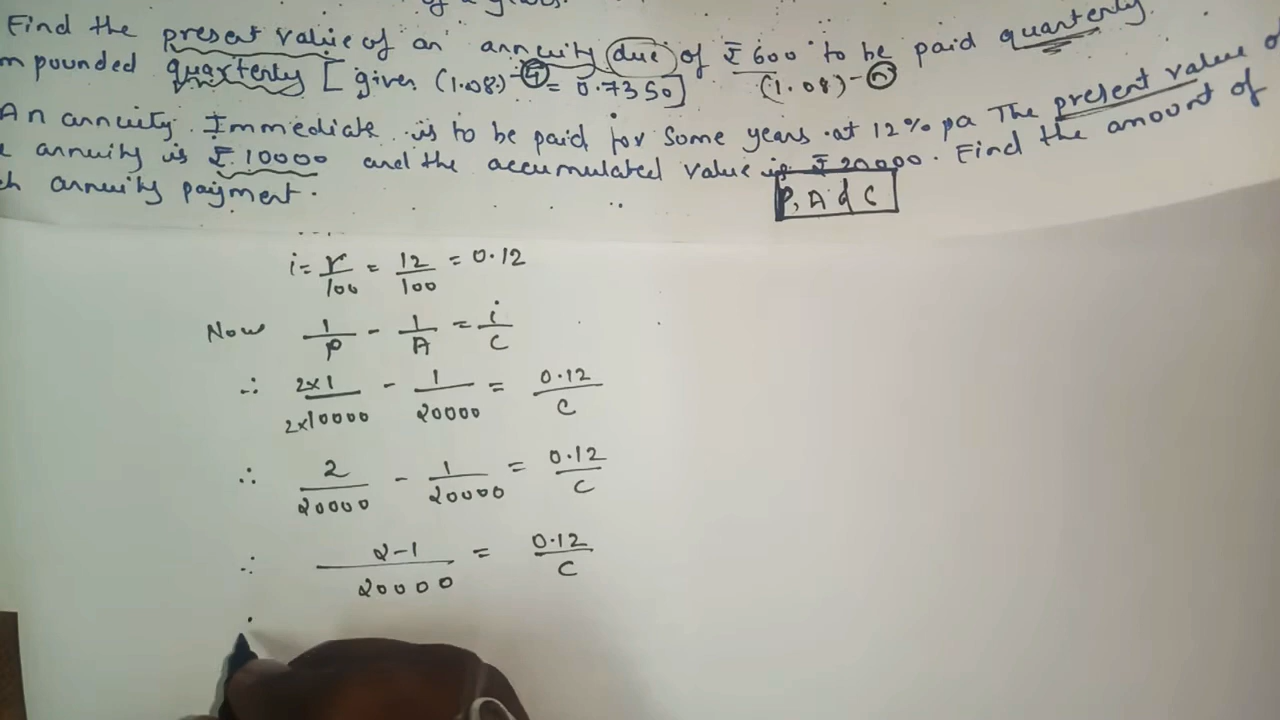 Find the present value of an annuity due of ₹ 600 to be paid quarterly
mpounded quarterly [given (1.08)-4 = 0.7350] (1.08)-n
An annuity Immediate is to be paid for some years at 12% pa The present value of
annuity is ₹ 10000 and the accumulated value is ₹ 20000. Find the amount of
ch annuity payment.
P, A d C
i = r/100 = 12/100 = 0.12
Now 1/P - 1/A = i/C
∴ 2×1/2×10000 - 1/20000 = 0.12/C
∴ 2/20000 - 1/20000 = 0.12/C
∴ 2-1/20000 = 0.12/C